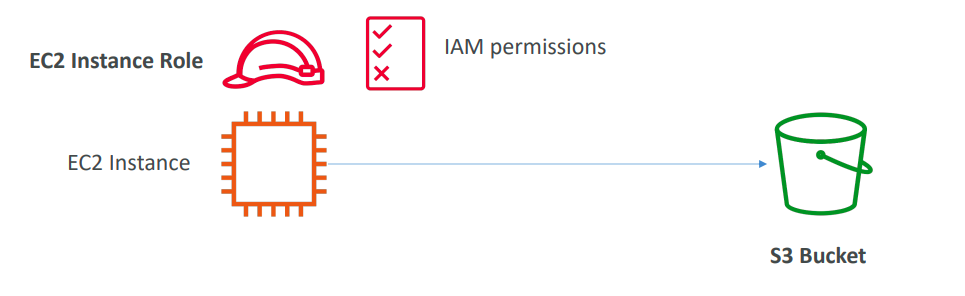 IAM permissions
EC2 Instance Role
EC2 Instance
S3 Bucket